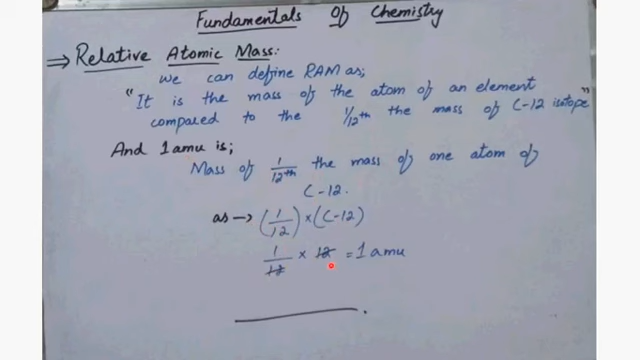 Fundamentals Of Chemistry
⇒ Relative Atomic Mass:
we can define RAM as;
"It is the mass of the atom of an element
compared to the 1/12th the mass of C-12 isotope"
And 1 amu is;
Mass of 1/12th the mass of one atom of
C-12.
as → (1/12) × (C-12)
1/12 × 12 = 1 amu